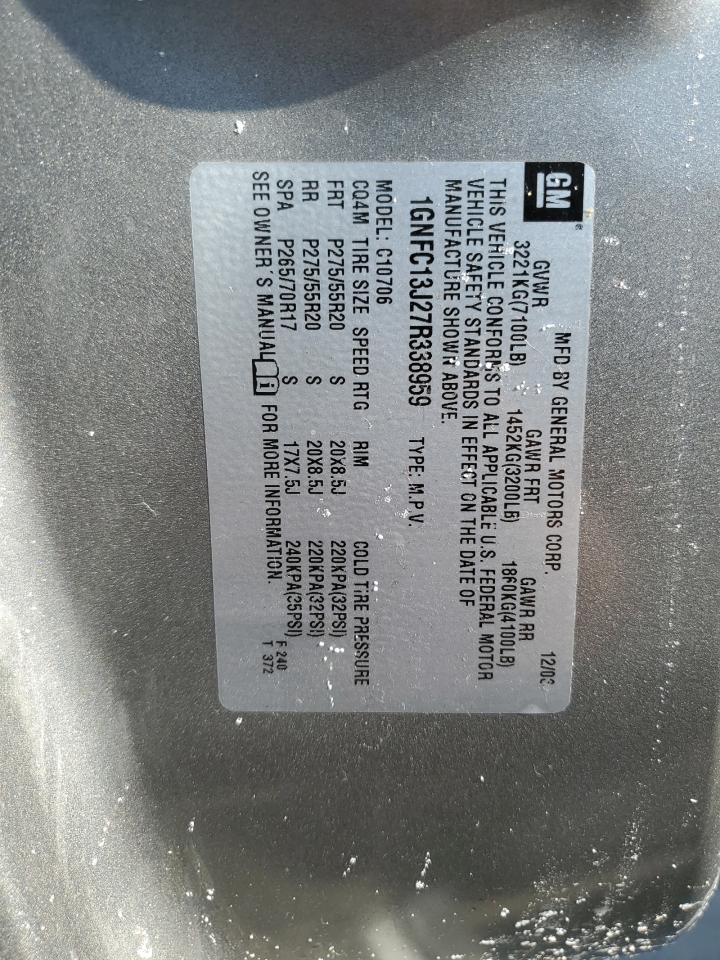 GM
MFD BY GENERAL MOTORS CORP.
GVWR GAWR FRT GAWR RR
3221KG(7100LB) 1452KG(3200LB) 1860KG(4100LB)
THIS VEHICLE CONFORMS TO ALL APPLICABLE U.S. FEDERAL MOTOR
VEHICLE SAFETY STANDARDS IN EFFECT ON THE DATE OF
MANUFACTURE SHOWN ABOVE.
1GNFC13J27R338959 TYPE: M.P.V.
MODEL: C10706
CQ4M TIRE SIZE SPEED RTG RIM COLD TIRE PRESSURE
FRT P275/55R20 S 20X8.5J 220KPA(32PSI)
RR P275/55R20 S 20X8.5J 220KPA(32PSI)
SPA P265/70R17 S 17X7.5J 240KPA(35PSI)
SEE OWNER'S MANUAL FOR MORE INFORMATION.
F 240
T 372